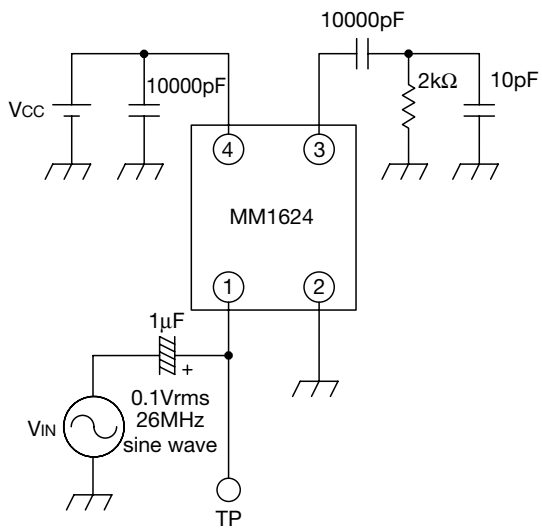 10000pF
10000pF
2kΩ
10pF
VCC
4
3
MM1624
1
2
1μF
+
0.1Vrms
26MHz
sine wave
VIN
TP